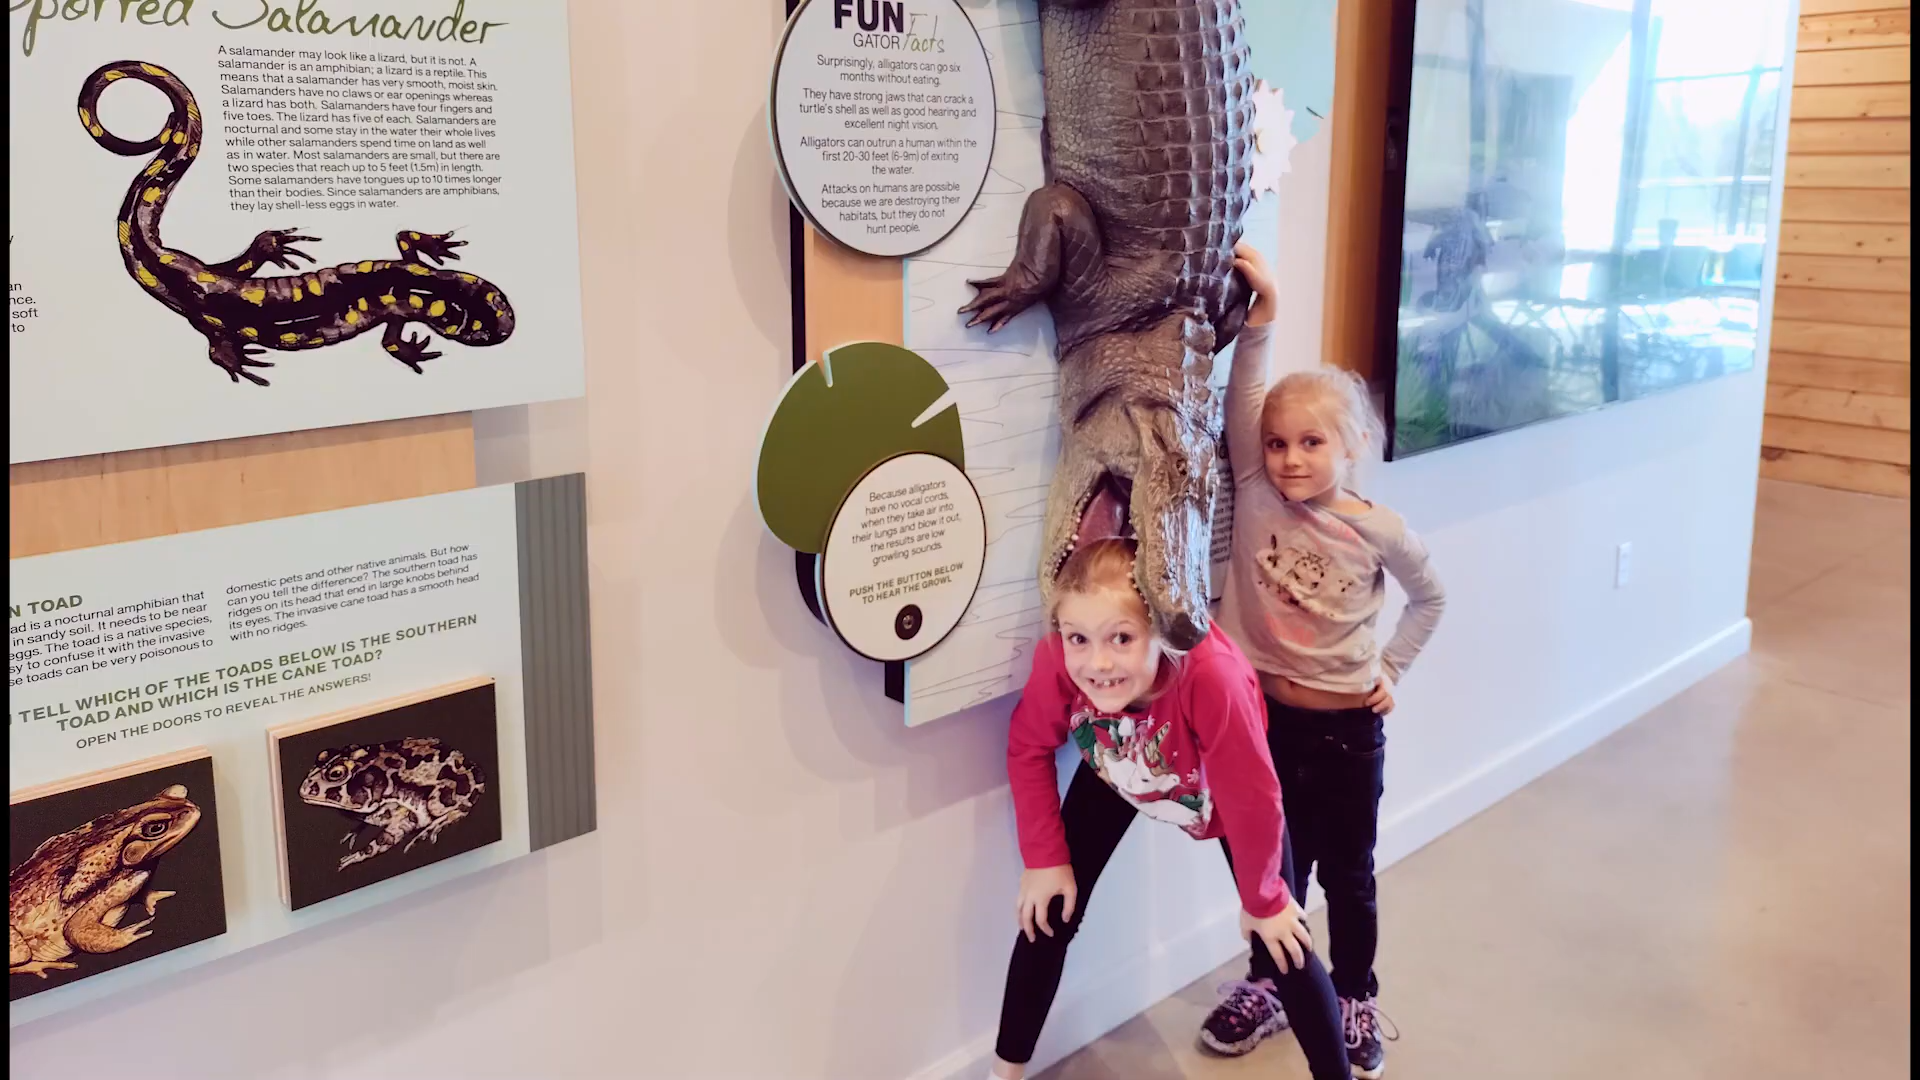 Spotted Salamander
A salamander may look like a lizard, but it is not. A
salamander is an amphibian; a lizard is a reptile. This
means that a salamander has very smooth, moist skin.
Salamanders have no claws or ear openings whereas
a lizard has both. Salamanders have four fingers and
five toes. The lizard has five of each. Salamanders are
nocturnal and some stay in the water their whole lives
while other salamanders spend time on land as well
as in water. Most salamanders are small, but there are
two species that reach up to 5 feet (1.5m) in length.
Some salamanders have tongues up to 10 times longer
than their bodies. Since salamanders are amphibians,
they lay shell-less eggs in water.
an
nce.
soft
to
N TOAD
ad is a nocturnal amphibian that
in sandy soil. It needs to be near
eggs. The toad is a native species,
sy to confuse it with the invasive
se toads can be very poisonous to
domestic pets and other native animals. But how
can you tell the difference? The southern toad has
ridges on its head that end in large knobs behind
its eyes. The invasive cane toad has a smooth head
with no ridges.
TELL WHICH OF THE TOADS BELOW IS THE SOUTHERN
TOAD AND WHICH IS THE CANE TOAD?
OPEN THE DOORS TO REVEAL THE ANSWERS!
FUN
GATOR Facts
Surprisingly, alligators can go six
months without eating.
They have strong jaws that can crack a
turtle's shell as well as good hearing and
excellent night vision.
Alligators can outrun a human within the
first 20-30 feet (6-9m) of exiting
the water.
Attacks on humans are possible
because we are destroying their
habitats, but they do not
hunt people.
Because alligators
have no vocal cords,
when they take air into
their lungs and blow it out,
the results are low
growling sounds.
PUSH THE BUTTON BELOW
TO HEAR THE GROWL